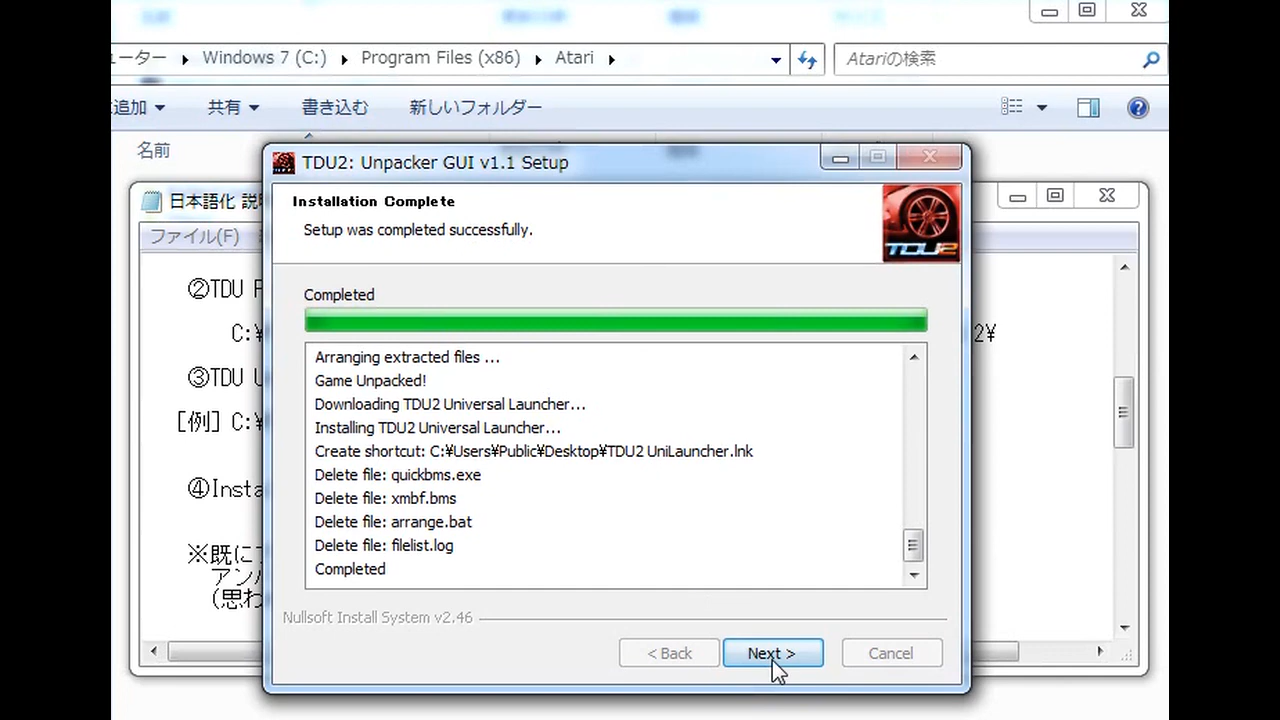 ーター ▸ Windows 7 (C:) ▸ Program Files (x86) ▸ Atari ▸
Atariの検索
追加 共有 書き込む 新しいフォルダー
名前
TDU2: Unpacker GUI v1.1 Setup
日本語化
ファイル(F)
Installation Complete
Setup was completed successfully.
TDU2
②TDU
C:¥
2¥
③TDU
[例] C:¥
④Insta
※既に
アン
(思わ
Completed
Arranging extracted files ...
Game Unpacked!
Downloading TDU2 Universal Launcher...
Installing TDU2 Universal Launcher...
Create shortcut: C:¥Users¥Public¥Desktop¥TDU2 UniLauncher.lnk
Delete file: quickbms.exe
Delete file: xmbf.bms
Delete file: arrange.bat
Delete file: filelist.log
Completed
Nullsoft Install System v2.46
< Back
Next >
Cancel